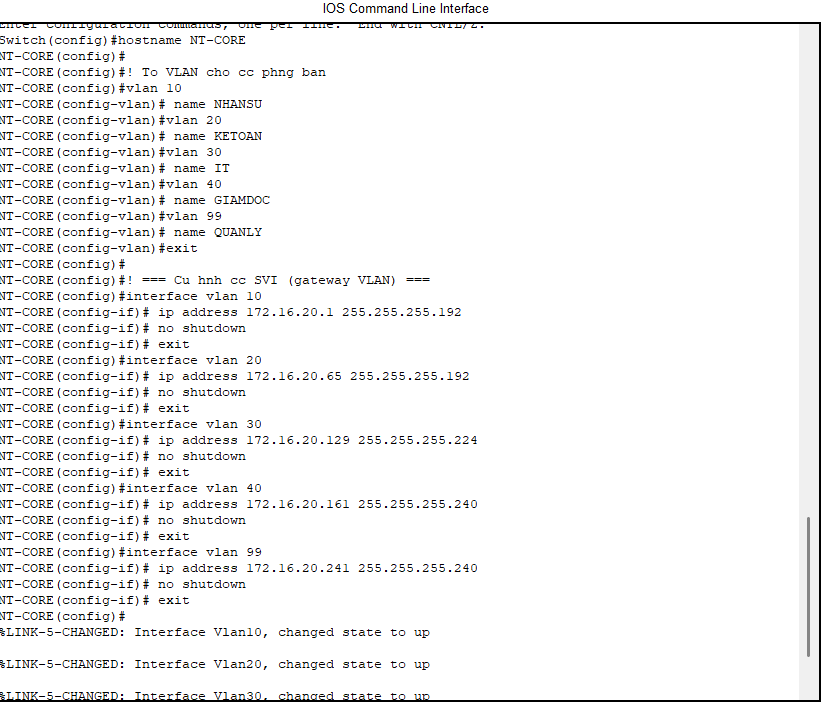 IOS Command Line Interface
Enter configuration commands, one per line.  End with CNTL/Z.
Switch(config)#hostname NT-CORE
NT-CORE(config)#
NT-CORE(config)#! To VLAN cho cc phng ban
NT-CORE(config)#vlan 10
NT-CORE(config-vlan)# name NHANSU
NT-CORE(config-vlan)#vlan 20
NT-CORE(config-vlan)# name KETOAN
NT-CORE(config-vlan)#vlan 30
NT-CORE(config-vlan)# name IT
NT-CORE(config-vlan)#vlan 40
NT-CORE(config-vlan)# name GIAMDOC
NT-CORE(config-vlan)#vlan 99
NT-CORE(config-vlan)# name QUANLY
NT-CORE(config-vlan)#exit
NT-CORE(config)#
NT-CORE(config)#! === Cu hnh cc SVI (gateway VLAN) ===
NT-CORE(config)#interface vlan 10
NT-CORE(config-if)# ip address 172.16.20.1 255.255.255.192
NT-CORE(config-if)# no shutdown
NT-CORE(config-if)# exit
NT-CORE(config)#interface vlan 20
NT-CORE(config-if)# ip address 172.16.20.65 255.255.255.192
NT-CORE(config-if)# no shutdown
NT-CORE(config-if)# exit
NT-CORE(config)#interface vlan 30
NT-CORE(config-if)# ip address 172.16.20.129 255.255.255.224
NT-CORE(config-if)# no shutdown
NT-CORE(config-if)# exit
NT-CORE(config)#interface vlan 40
NT-CORE(config-if)# ip address 172.16.20.161 255.255.255.240
NT-CORE(config-if)# no shutdown
NT-CORE(config-if)# exit
NT-CORE(config)#interface vlan 99
NT-CORE(config-if)# ip address 172.16.20.241 255.255.255.240
NT-CORE(config-if)# no shutdown
NT-CORE(config-if)# exit
NT-CORE(config)#
%LINK-5-CHANGED: Interface Vlan10, changed state to up
%LINK-5-CHANGED: Interface Vlan20, changed state to up
%LINK-5-CHANGED: Interface Vlan30, changed state to up